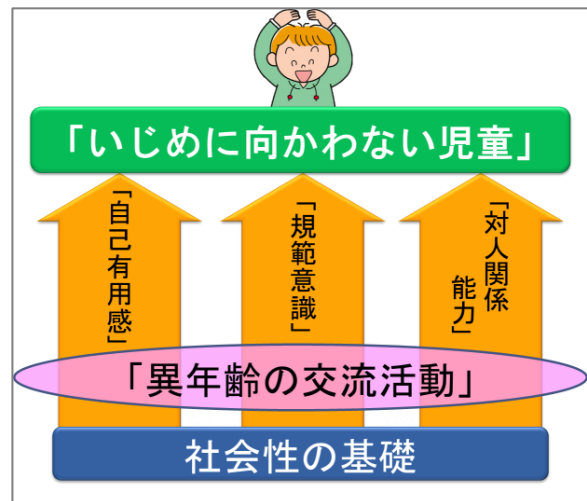 「いじめに向かわない児童」
「自己有用感」
「規範意識」
「対人関係
能力」
「異年齢の交流活動」
社会性の基礎